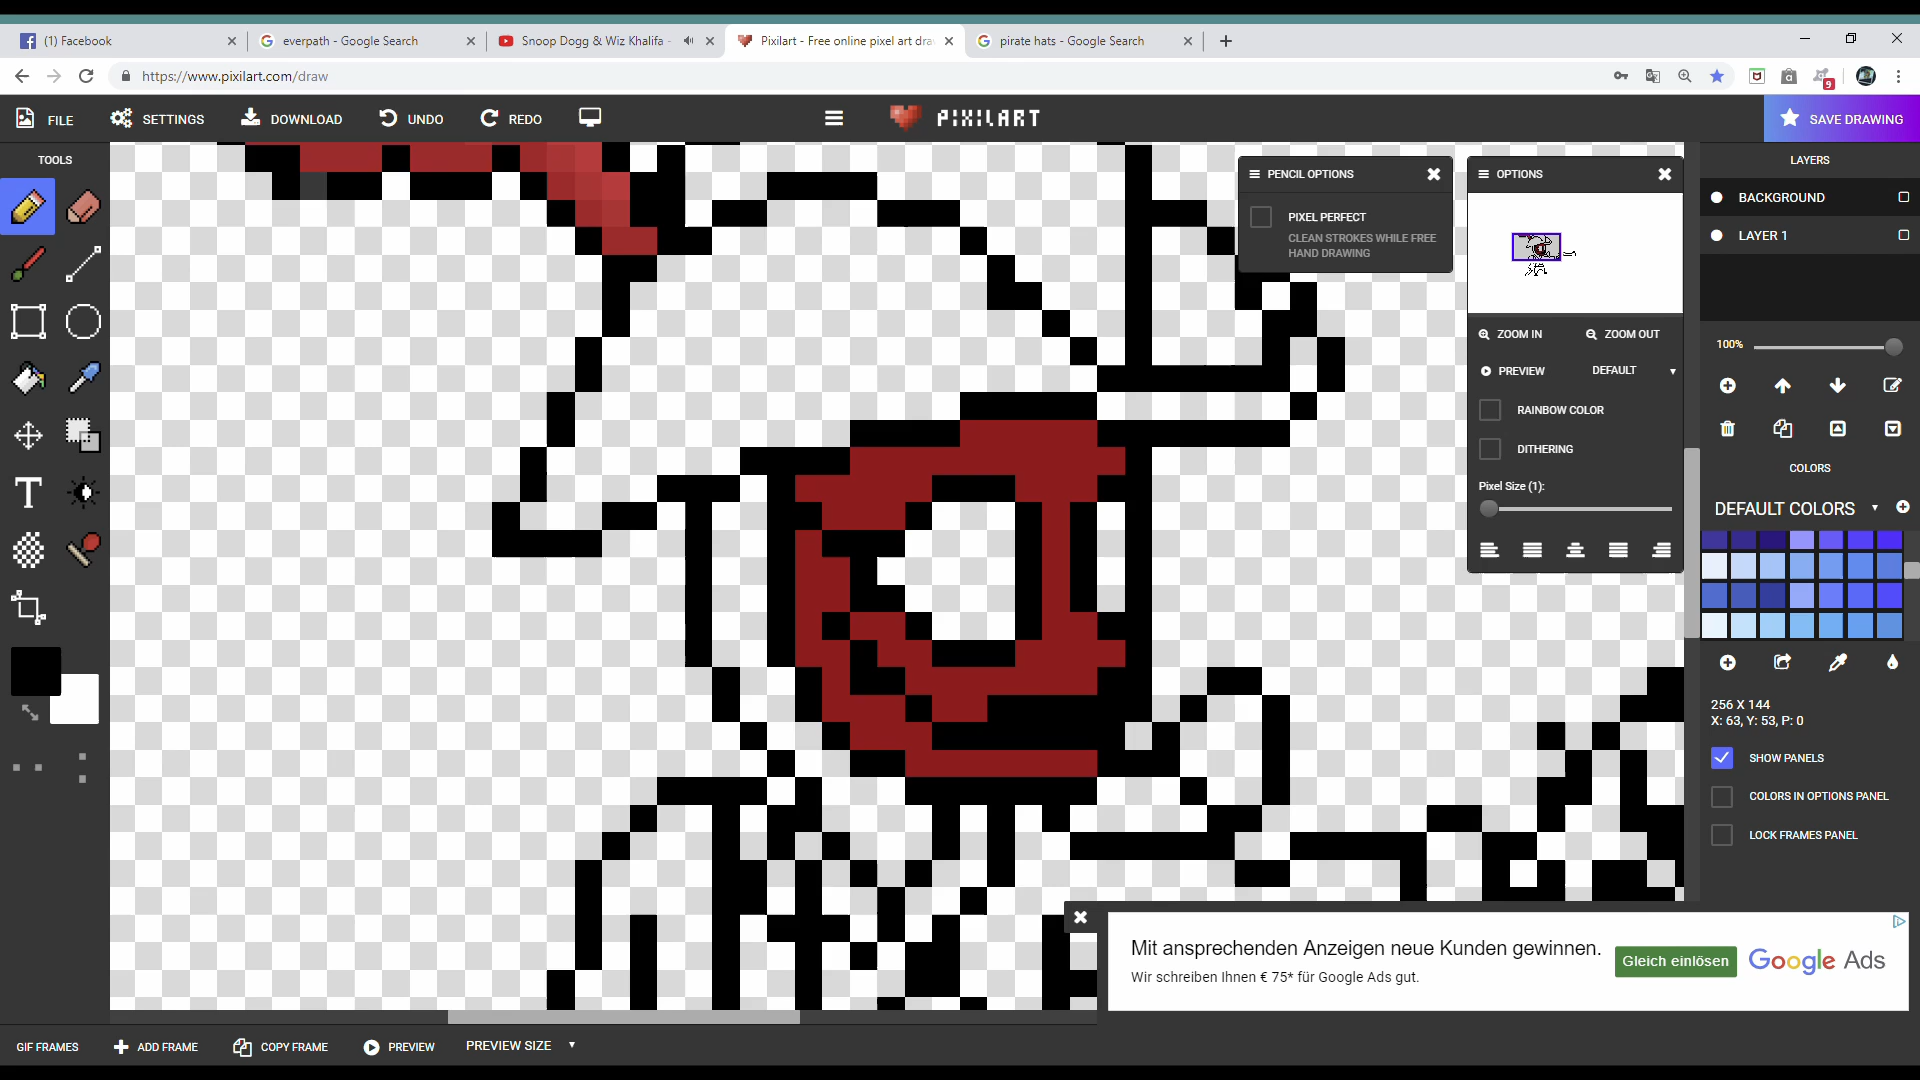 (1) Facebook
everpath - Google Search
Snoop Dogg & Wiz Khalifa -
Pixilart - Free online pixel art dra
pirate hats - Google Search
https://www.pixilart.com/draw
9
FILE
SETTINGS
DOWNLOAD
UNDO
REDO
PIXILART
SAVE DRAWING
TOOLS
PENCIL OPTIONS
PIXEL PERFECT
CLEAN STROKES WHILE FREE
HAND DRAWING
OPTIONS
ZOOM IN
ZOOM OUT
PREVIEW
DEFAULT
RAINBOW COLOR
DITHERING
Pixel Size (1):
LAYERS
BACKGROUND
LAYER 1
100%
COLORS
DEFAULT COLORS
256 X 144
X: 63, Y: 53, P: 0
SHOW PANELS
COLORS IN OPTIONS PANEL
LOCK FRAMES PANEL
Mit ansprechenden Anzeigen neue Kunden gewinnen.
Wir schreiben Ihnen € 75* für Google Ads gut.
Gleich einlösen
Google Ads
GIF FRAMES
ADD FRAME
COPY FRAME
PREVIEW
PREVIEW SIZE